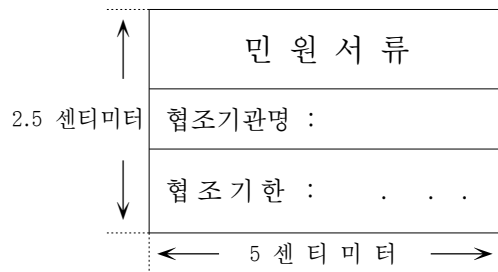 민 원 서 류
2.5 센티미터
협조기관명 :
협 조 기 한 : . . .
5 센 티 미 터